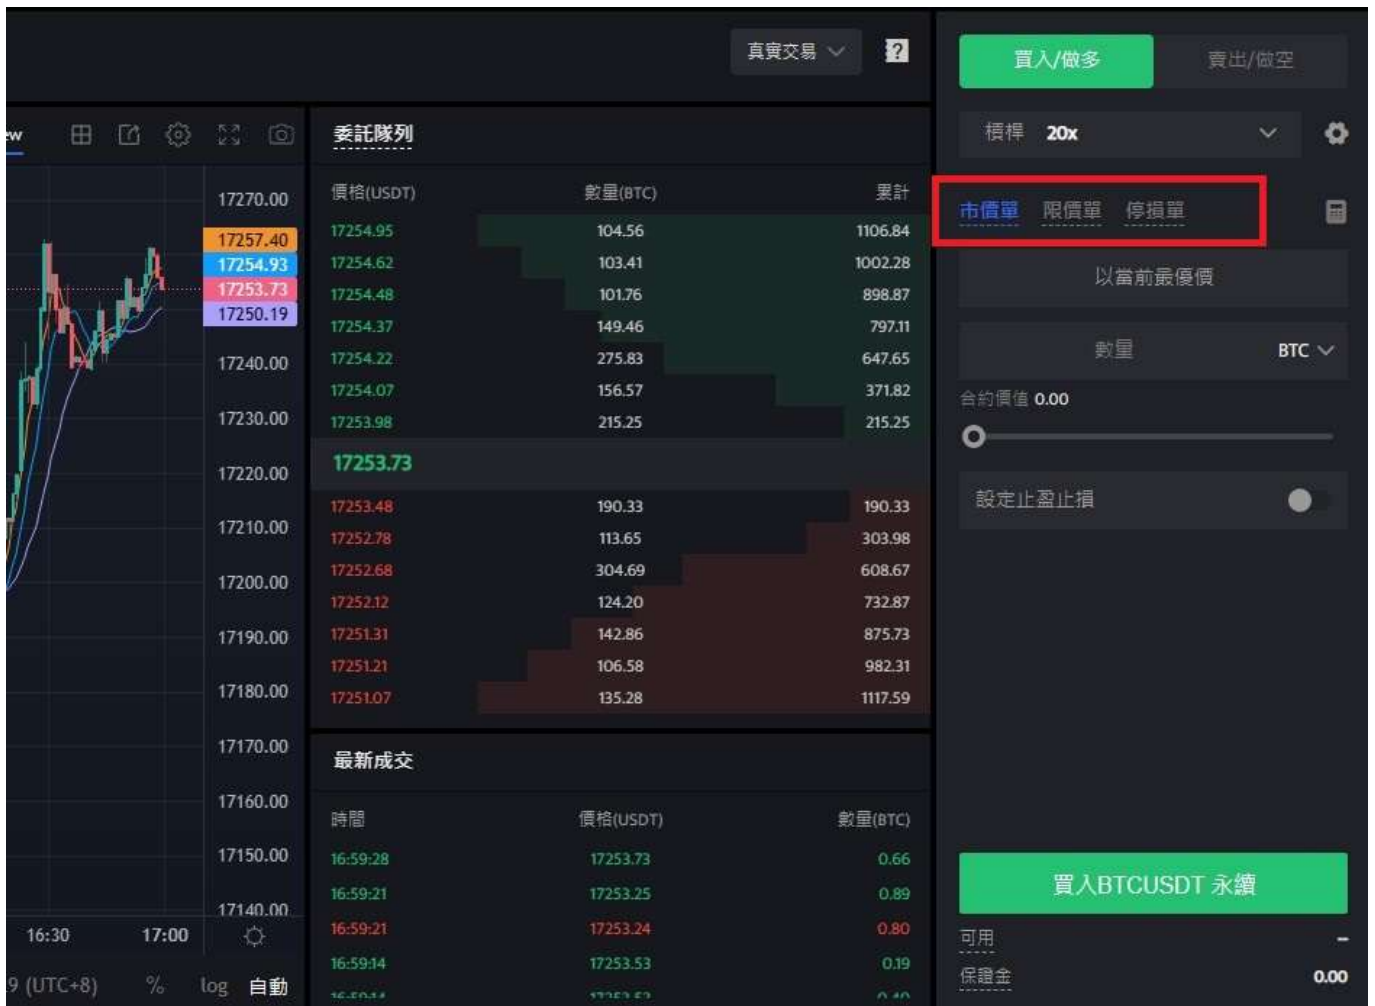 真實交易
買入/做多 賣出/做空
ew
委託隊列
槓桿 20x
價格(USDT) 數量(BTC) 累計
市價單 限價單 停損單
17270.00
17257.40
17254.93
17253.73
17250.19
17240.00
17230.00
17220.00
17210.00
17200.00
17190.00
17180.00
17170.00
17160.00
17150.00
17140.00
16:30 17:00
9 (UTC+8) % log 自動
17254.95 104.56 1106.84
17254.62 103.41 1002.28
17254.48 101.76 898.87
17254.37 149.46 797.11
17254.22 275.83 647.65
17254.07 156.57 371.82
17253.98 215.25 215.25
17253.73
17253.48 190.33 190.33
17252.78 113.65 303.98
17252.68 304.69 608.67
17252.12 124.20 732.87
17251.31 142.86 875.73
17251.21 106.58 982.31
17251.07 135.28 1117.59
最新成交
時間 價格(USDT) 數量(BTC)
16:59:28 17253.73 0.66
16:59:21 17253.25 0.89
16:59:21 17253.24 0.80
16:59:14 17253.53 0.19
以當前最優價
數量 BTC
合約價值 0.00
設定止盈止損
買入BTCUSDT 永續
可用 –
保證金 0.00